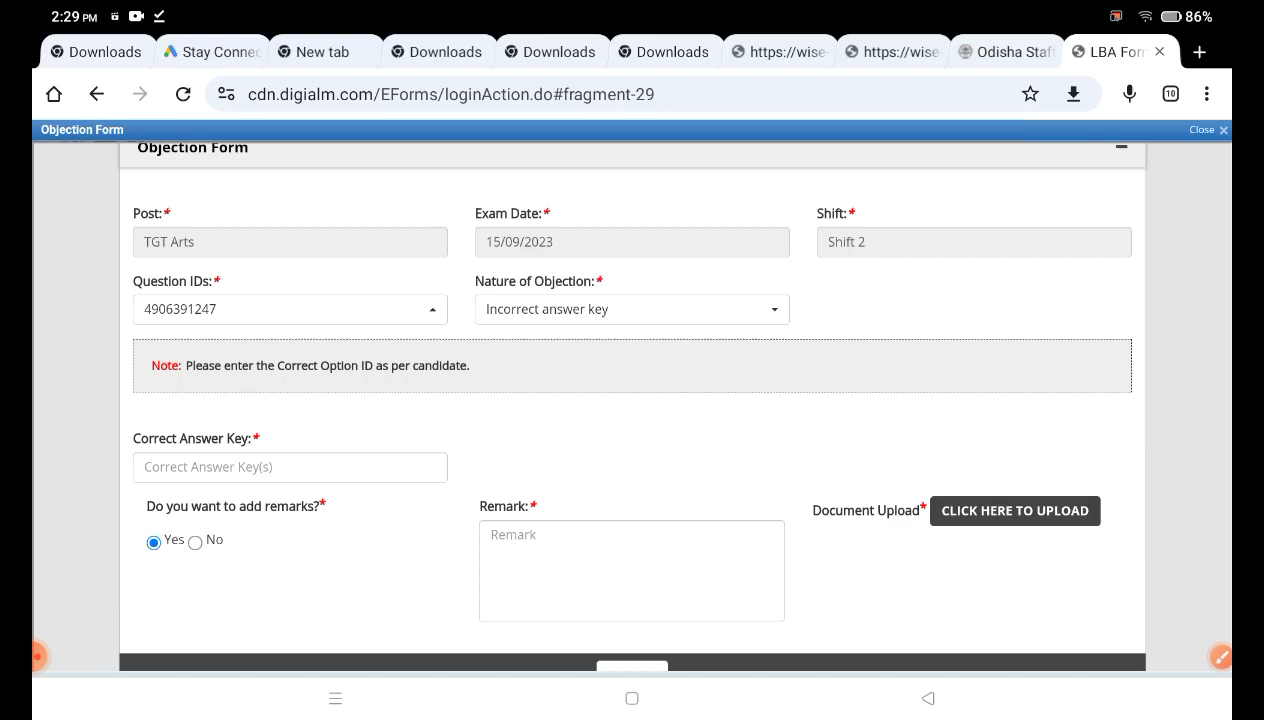 2:29 PM
86%
Downloads
Stay Connec
New tab
Downloads
Downloads
Downloads
https://wise-
https://wise-
Odisha Staf
LBA For
cdn.digialm.com/EForms/loginAction.do#fragment-29
10
Objection Form
Close
Objection Form
Post:*
Exam Date:*
Shift:*
TGT Arts
15/09/2023
Shift 2
Question IDs:*
Nature of Objection:*
4906391247
Incorrect answer key
Note: Please enter the Correct Option ID as per candidate.
Correct Answer Key:*
Correct Answer Key(s)
Do you want to add remarks?*
Remark:*
Document Upload*
CLICK HERE TO UPLOAD
Remark
Yes
No